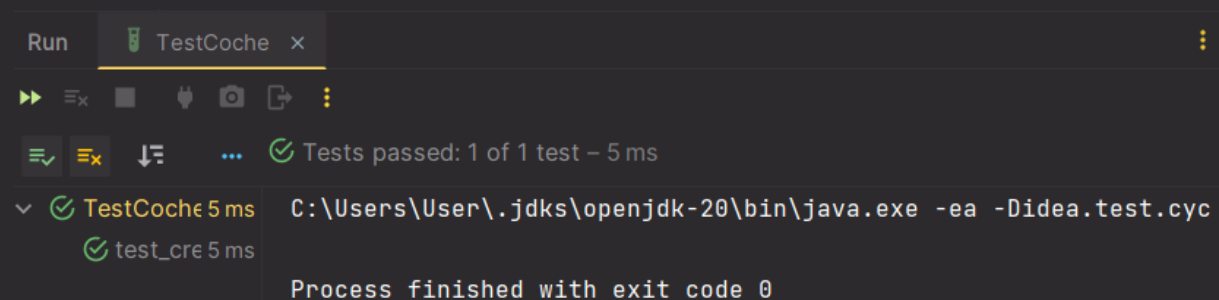 Run TestCoche ×
Tests passed: 1 of 1 test – 5 ms
TestCoche 5 ms
test_cre 5 ms
C:\Users\User\.jdks\openjdk-20\bin\java.exe -ea -Didea.test.cyc
Process finished with exit code 0